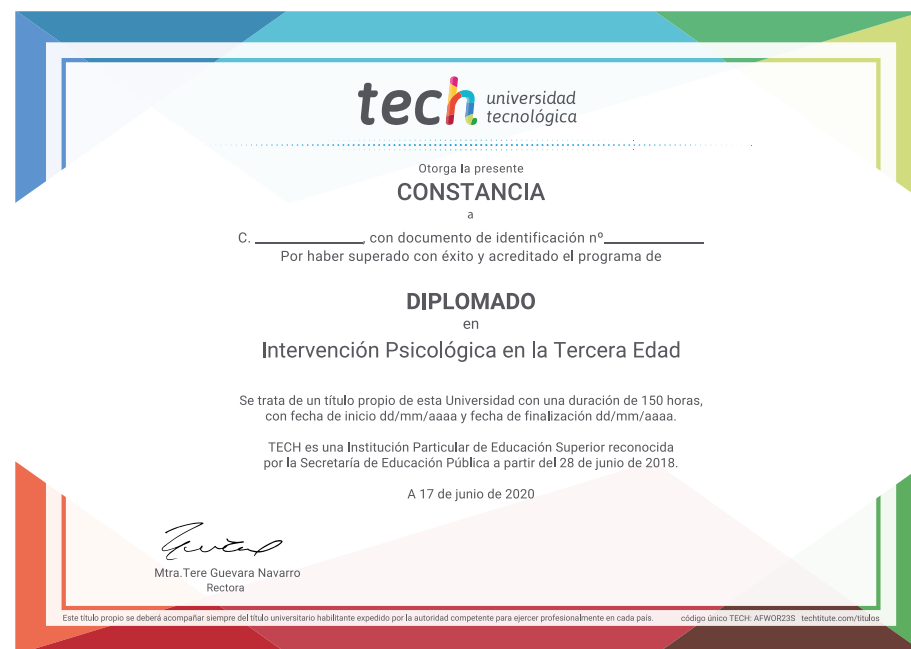 tech universidad
tecnológica
Otorga la presente
CONSTANCIA
a
C. ____________, con documento de identificación nº____________
Por haber superado con éxito y acreditado el programa de
DIPLOMADO
en
Intervención Psicológica en la Tercera Edad
Se trata de un título propio de esta Universidad con una duración de 150 horas,
con fecha de inicio dd/mm/aaaa y fecha de finalización dd/mm/aaaa.
TECH es una Institución Particular de Educación Superior reconocida
por la Secretaría de Educación Pública a partir del 28 de junio de 2018.
A 17 de junio de 2020
Mtra.Tere Guevara Navarro
Rectora
Este título propio se deberá acompañar siempre del título universitario habilitante expedido por la autoridad competente para ejercer profesionalmente en cada país. código único TECH: AFWOR23S techtitute.com/titulos